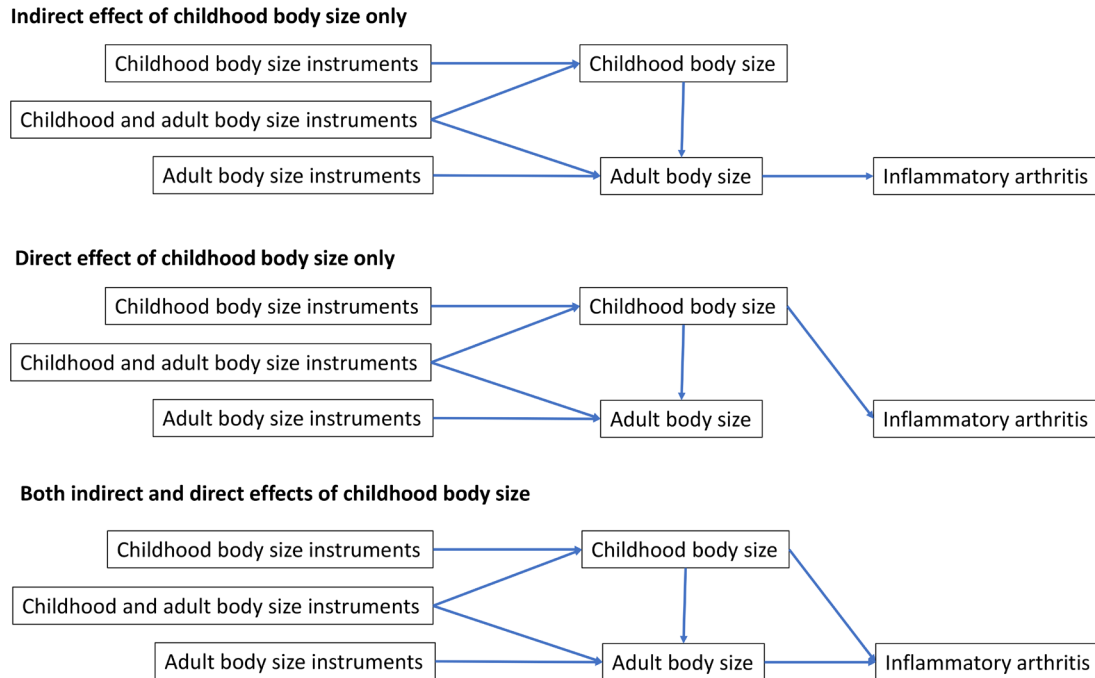 Indirect effect of childhood body size only
Childhood body size instruments
Childhood body size
Childhood and adult body size instruments
Adult body size instruments
Adult body size
Inflammatory arthritis
Direct effect of childhood body size only
Childhood body size instruments
Childhood body size
Childhood and adult body size instruments
Adult body size instruments
Adult body size
Inflammatory arthritis
Both indirect and direct effects of childhood body size
Childhood body size instruments
Childhood body size
Childhood and adult body size instruments
Adult body size instruments
Adult body size
Inflammatory arthritis